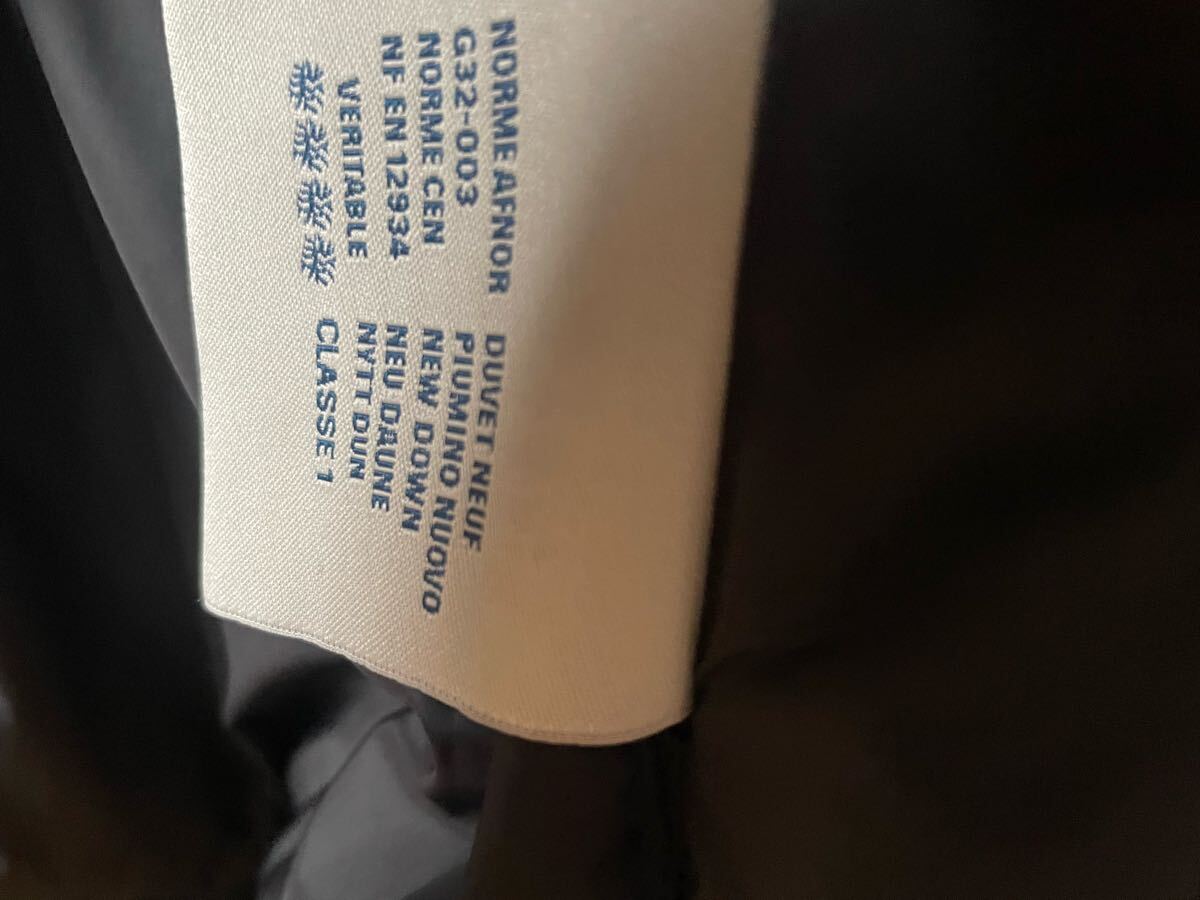 NORME AFNOR
G32-003
NORME CEN
NF EN 12934
VERITABLE
DUVET NEUF
PIUMINO NUOVO
NEW DOWN
NEU DAUNE
NYTT DUN
CLASSE 1